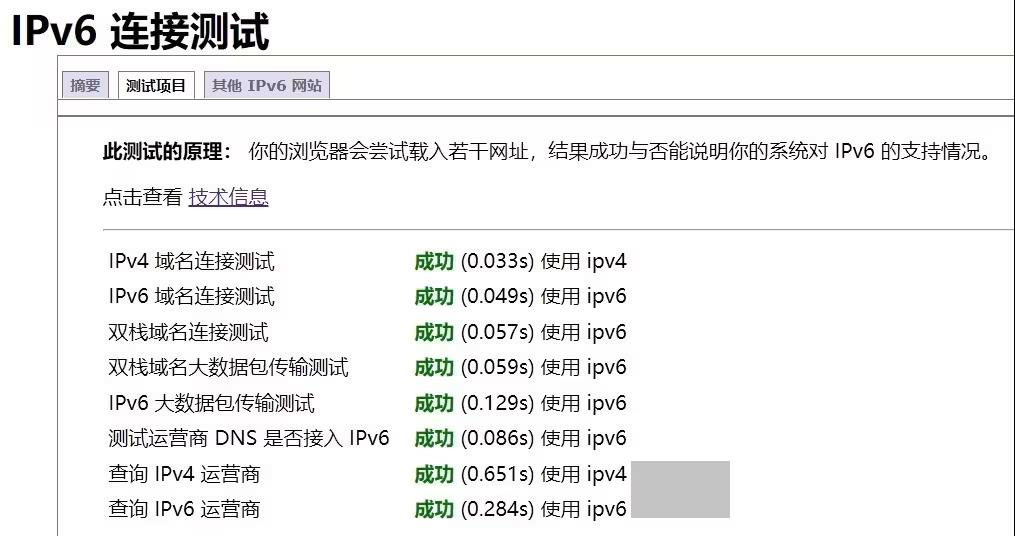 IPv6 连接测试
摘要 测试项目 其他 IPv6 网站
此测试的原理： 你的浏览器会尝试载入若干网址，结果成功与否能说明你的系统对 IPv6 的支持情况。
点击查看 技术信息
IPv4 域名连接测试 成功 (0.033s) 使用 ipv4
IPv6 域名连接测试 成功 (0.049s) 使用 ipv6
双栈域名连接测试 成功 (0.057s) 使用 ipv6
双栈域名大数据包传输测试 成功 (0.059s) 使用 ipv6
IPv6 大数据包传输测试 成功 (0.129s) 使用 ipv6
测试运营商 DNS 是否接入 IPv6 成功 (0.086s) 使用 ipv6
查询 IPv4 运营商 成功 (0.651s) 使用 ipv4
查询 IPv6 运营商 成功 (0.284s) 使用 ipv6